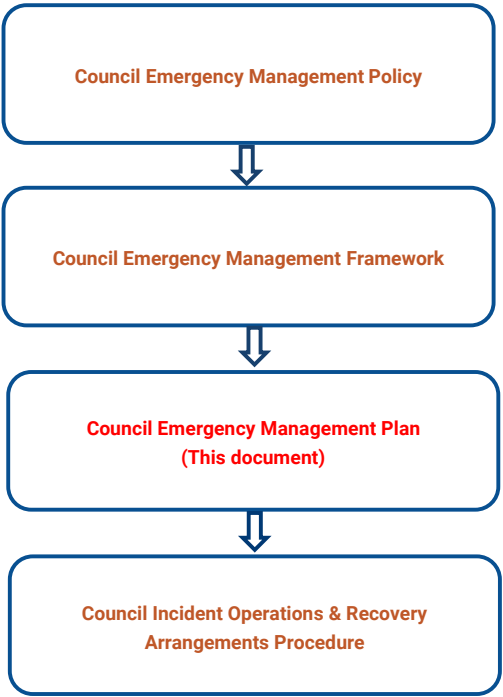 Council Emergency Management Policy
Council Emergency Management Framework
Council Emergency Management Plan
(This document)
Council Incident Operations & Recovery
Arrangements Procedure